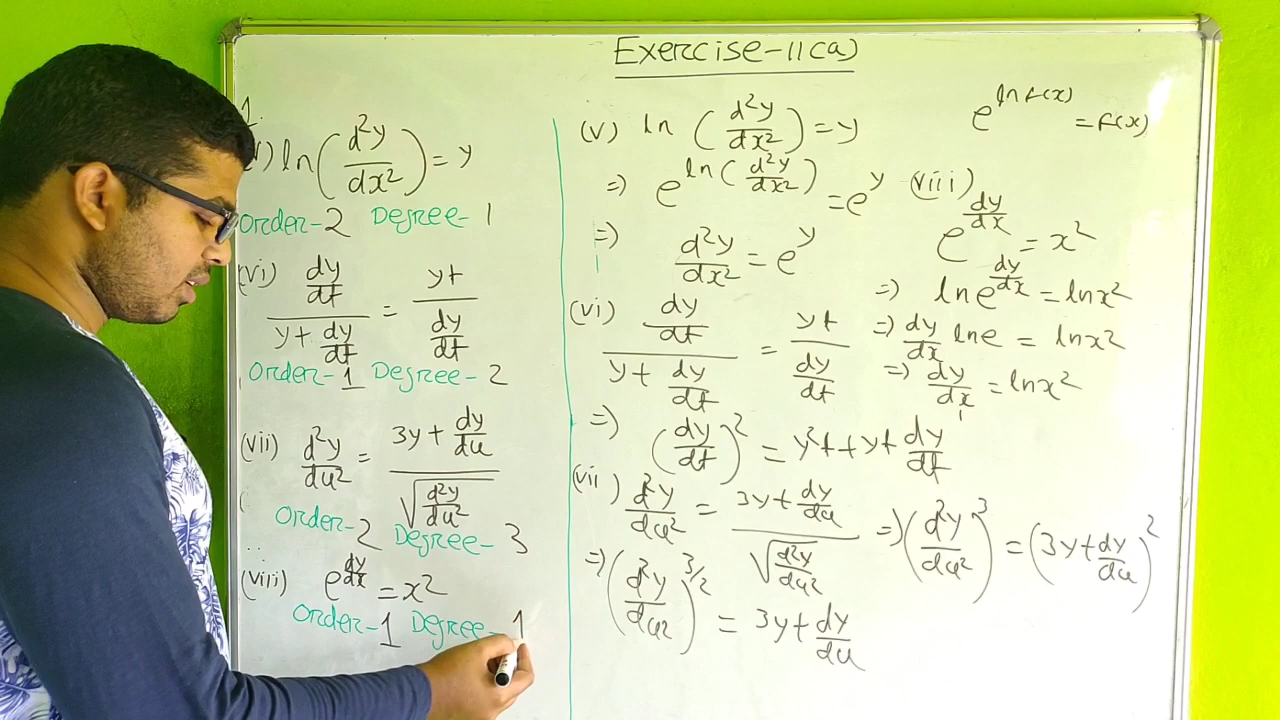 Exercise-11(a)
1.
) ln(d²y/dx²) = y
Order-2 Degree-1
(vi) (dy/dt)/(y + dy/dt) = yt/(dy/dt)
Order-1 Degree-2
(vii) d²y/du² = (3y + dy/du)/√(d²y/du²)
Order-2 Degree-3
(viii) e^(dy/dx) = x²
Order-1 Degree-1
(v) ln (d²y/dx²) = y
=> e^(ln(d²y/dx²)) = e^y
=> d²y/dx² = e^y
(vi) (dy/dt)/(y + dy/dt) = yt/(dy/dt)
=> (dy/dt)² = y²t + yt dy/dt
(vii) d²y/du² = (3y + dy/du)/√(d²y/du²)
=> (d²y/du²)^(3/2) = 3y + dy/du
=> (d²y/du²)³ = (3y + dy/du)²
e^(ln f(x)) = f(x)
(viii)
e^(dy/dx) = x²
=> ln e^(dy/dx) = ln x²
=> dy/dx ln e = ln x²
=> dy/dx = ln x²